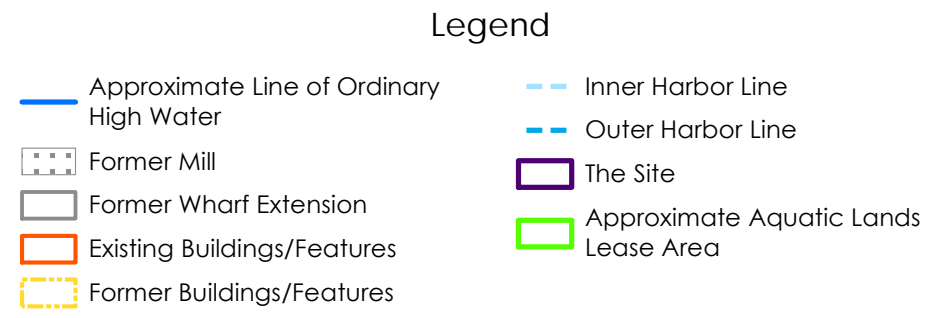 Legend
Approximate Line of Ordinary
High Water
Former Mill
Former Wharf Extension
Existing Buildings/Features
Former Buildings/Features
Inner Harbor Line
Outer Harbor Line
The Site
Approximate Aquatic Lands
Lease Area